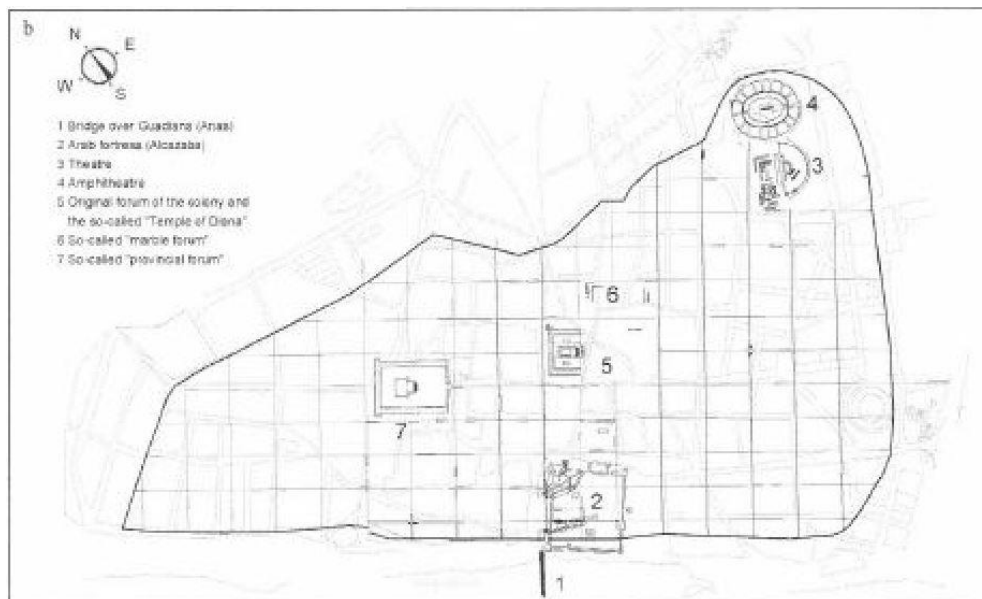 b
N
E
W
S
1 Bridge over Guadiana (Anas)
2 Arab fortress (Alcazaba)
3 Theatre
4 Amphitheatre
5 Original forum of the colony and
the so-called "Temple of Diana"
6 So-called "marble forum"
7 So-called "provincial forum"
4
3
6
5
7
2
1